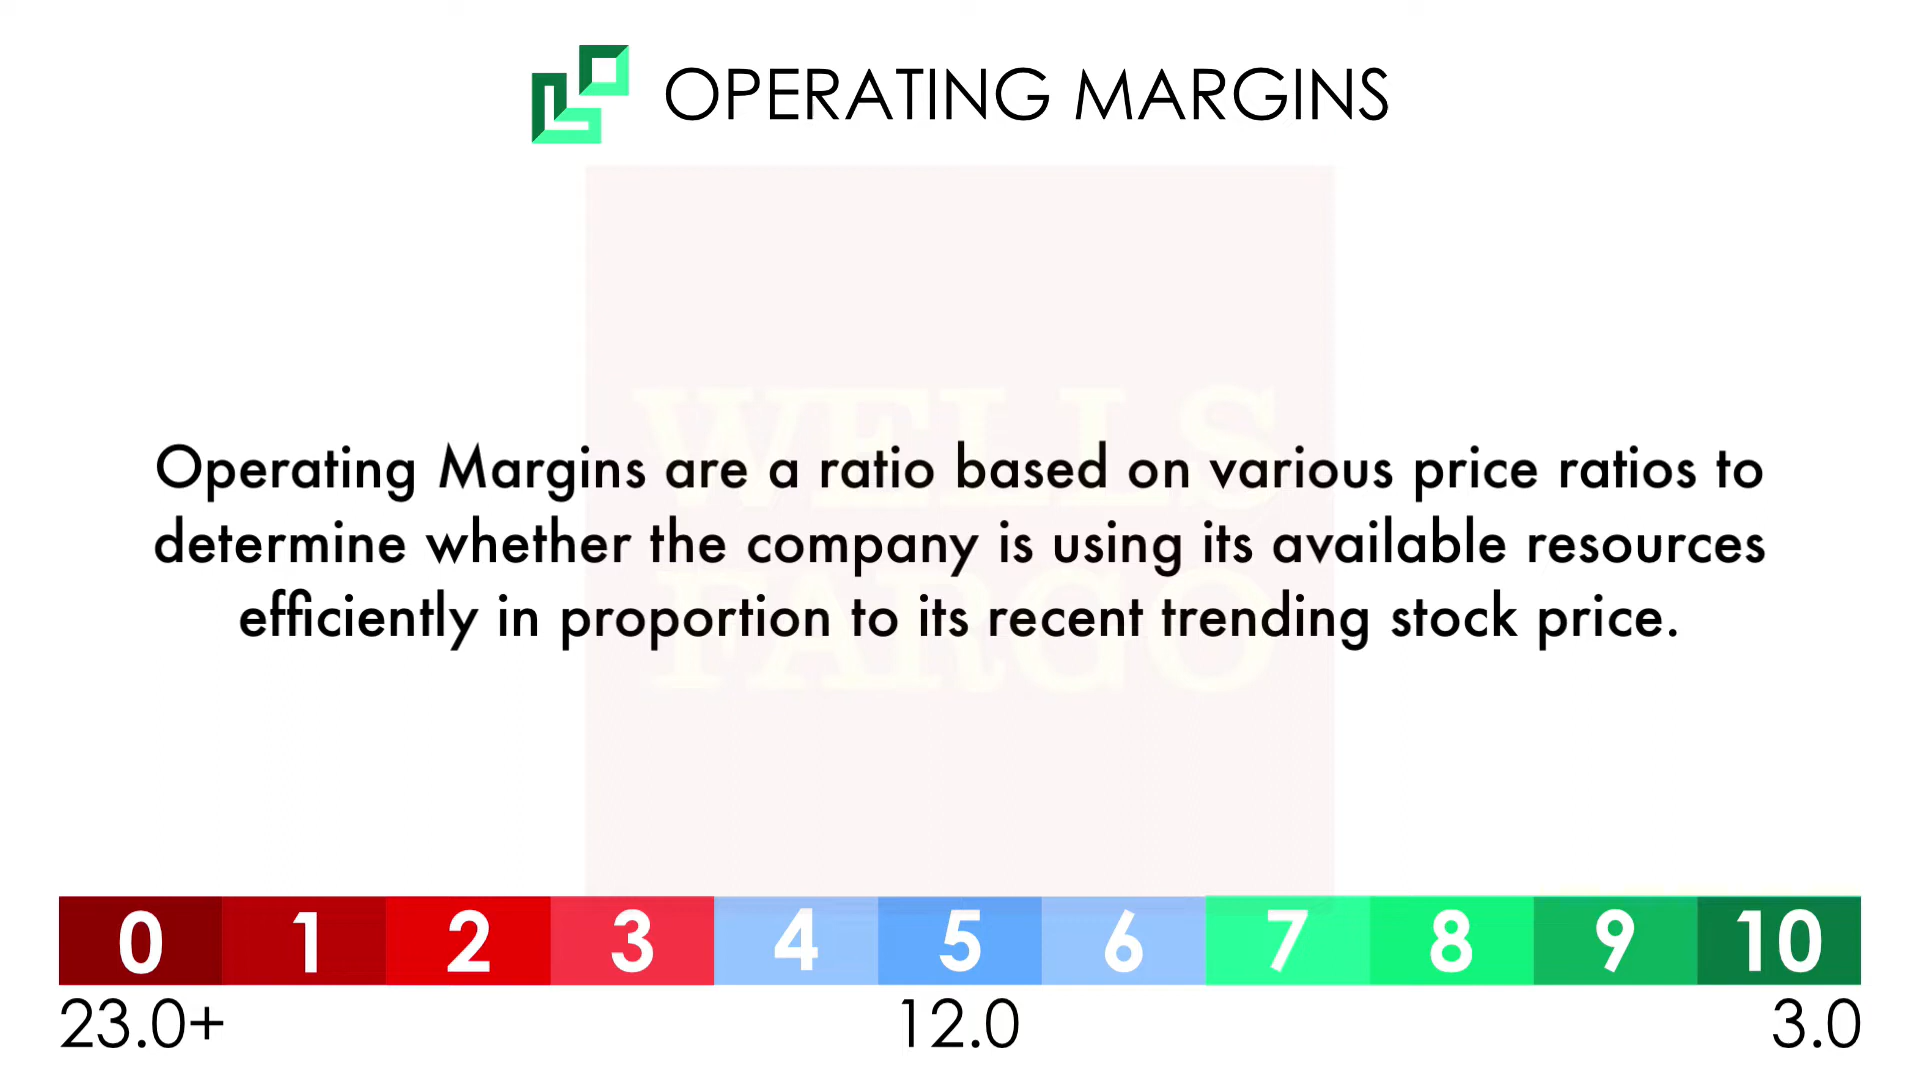 OPERATING MARGINS
WELLS
Operating Margins are a ratio based on various price ratios to
determine whether the company is using its available resources
efficiently in proportion to its recent trending stock price.
FARGO
0 1 2 3 4 5 6 7 8 9 10
23.0+ 12.0 3.0